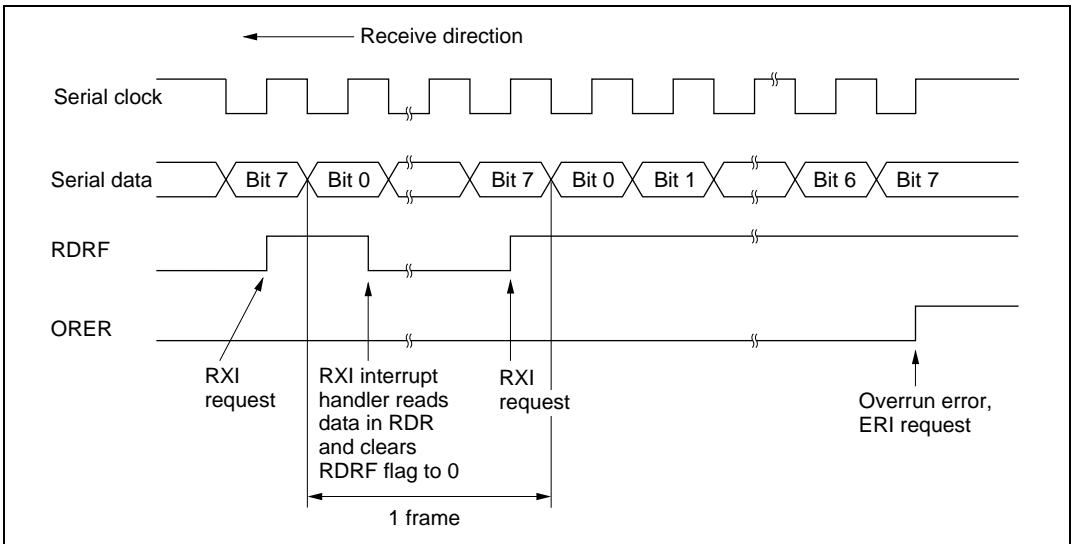 Receive direction
Serial clock
Serial data
Bit 7
Bit 0
Bit 7
Bit 0
Bit 1
Bit 6
Bit 7
RDRF
ORER
RXI
request
RXI interrupt
handler reads
data in RDR
and clears
RDRF flag to 0
RXI
request
Overrun error,
ERI request
1 frame